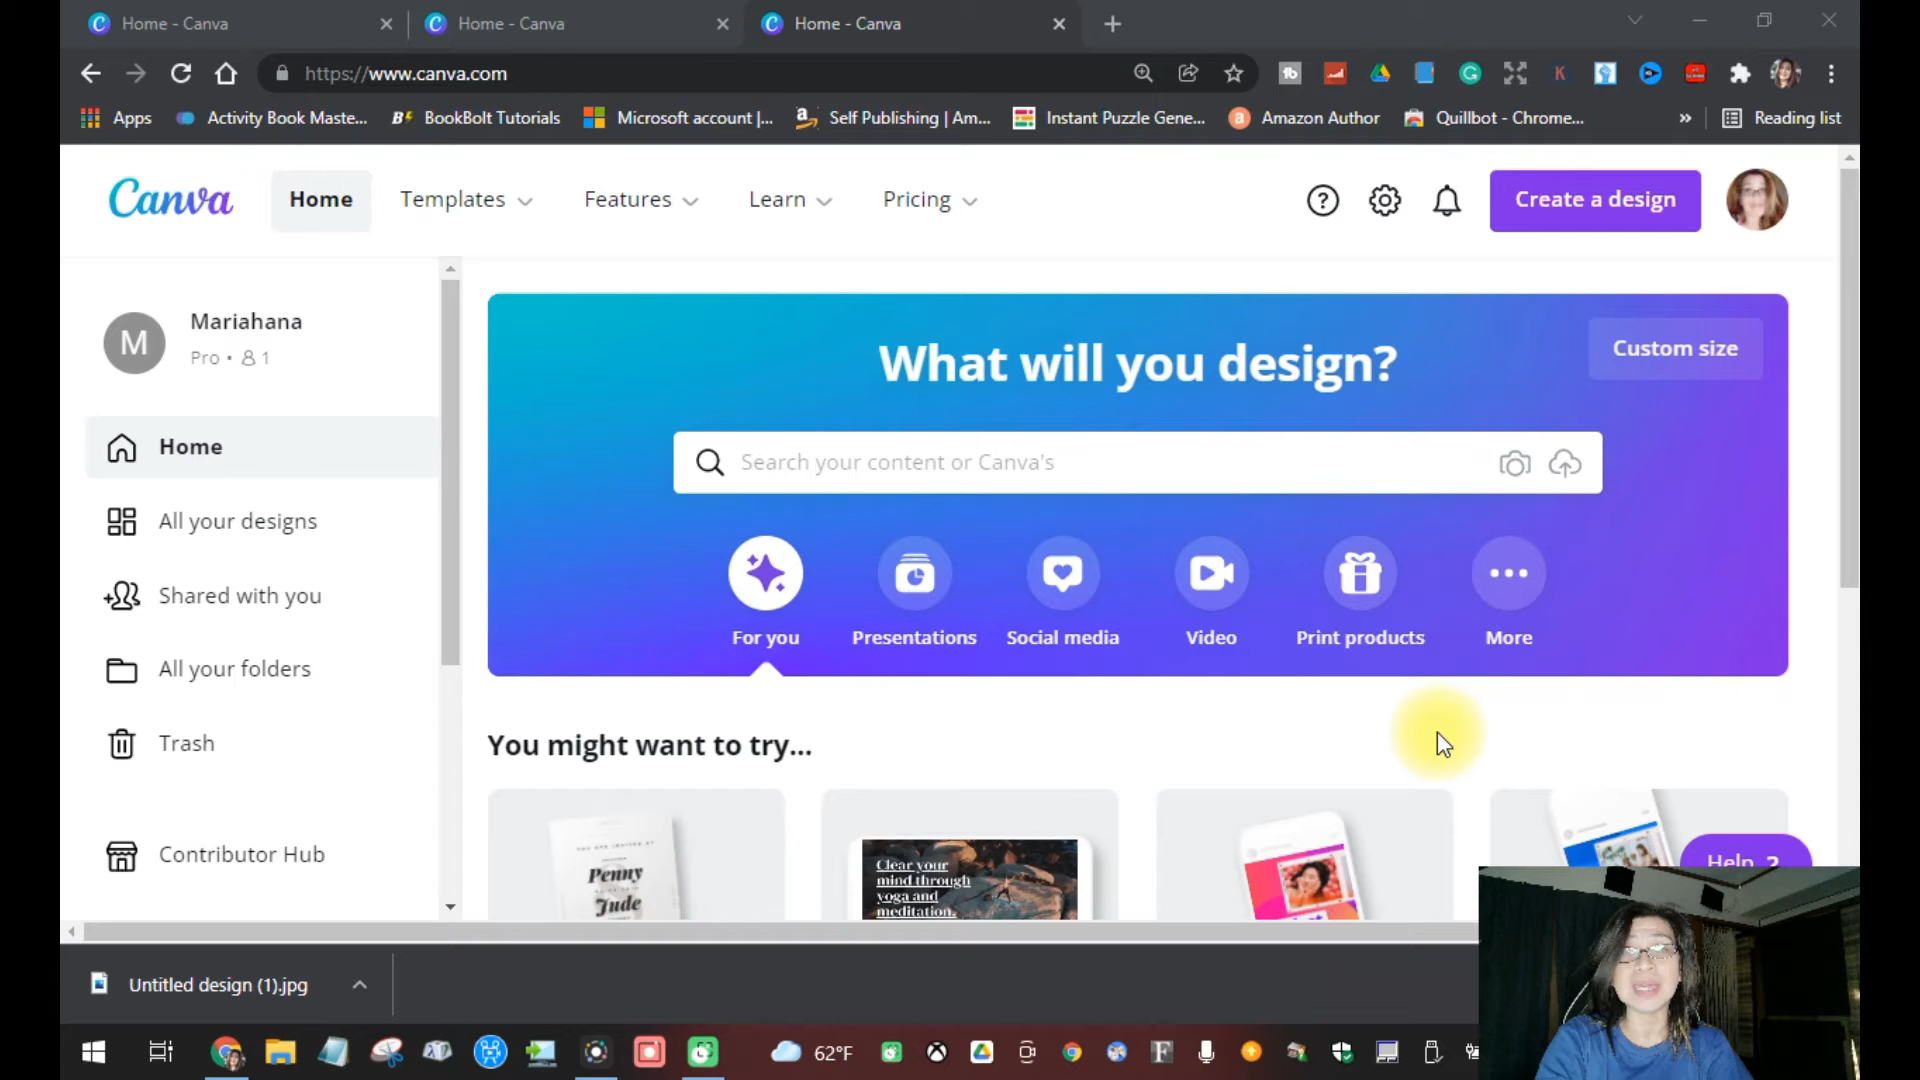 Home - Canva
Home - Canva
Home - Canva
https://www.canva.com
Apps
Activity Book Maste...
BookBolt Tutorials
Microsoft account |...
Self Publishing | Am...
Instant Puzzle Gene...
Amazon Author
Quillbot - Chrome...
Reading list
Canva
Home
Templates
Features
Learn
Pricing
Create a design
M
Mariahana
Pro • 1
Home
All your designs
Shared with you
All your folders
Trash
Contributor Hub
What will you design?
Custom size
Search your content or Canva's
For you
Presentations
Social media
Video
Print products
More
You might want to try...
Penny
Jude
Clear your
mind through
yoga and
meditation.
Help ?
Untitled design (1).jpg
62°F